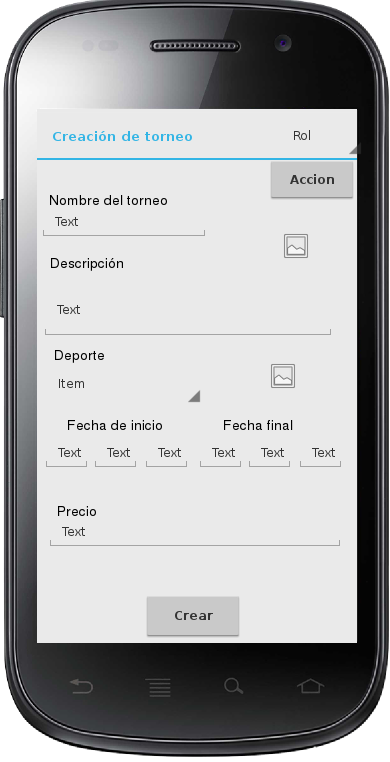 Creación de torneo Rol
Accion
Nombre del torneo
Text
Descripción
Text
Deporte
Item
Fecha de inicio Fecha final
Text Text Text Text Text Text
Precio
Text
Crear